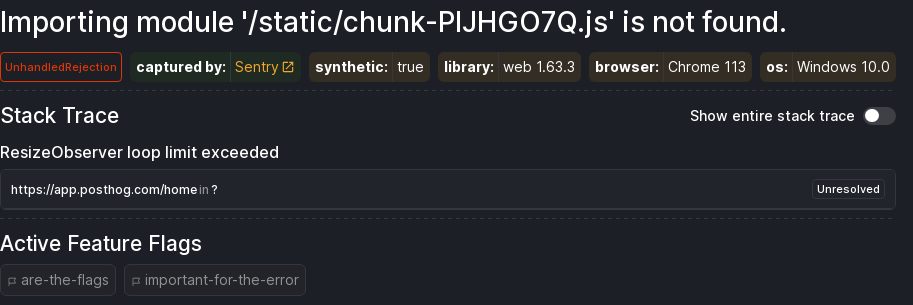 Importing module '/static/chunk-PIJHGO7Q.js' is not found.
UnhandledRejection captured by: Sentry synthetic: true library: web 1.63.3 browser: Chrome 113 os: Windows 10.0
Stack Trace Show entire stack trace
ResizeObserver loop limit exceeded
https://app.posthog.com/home in ? Unresolved
Active Feature Flags
are-the-flags important-for-the-error